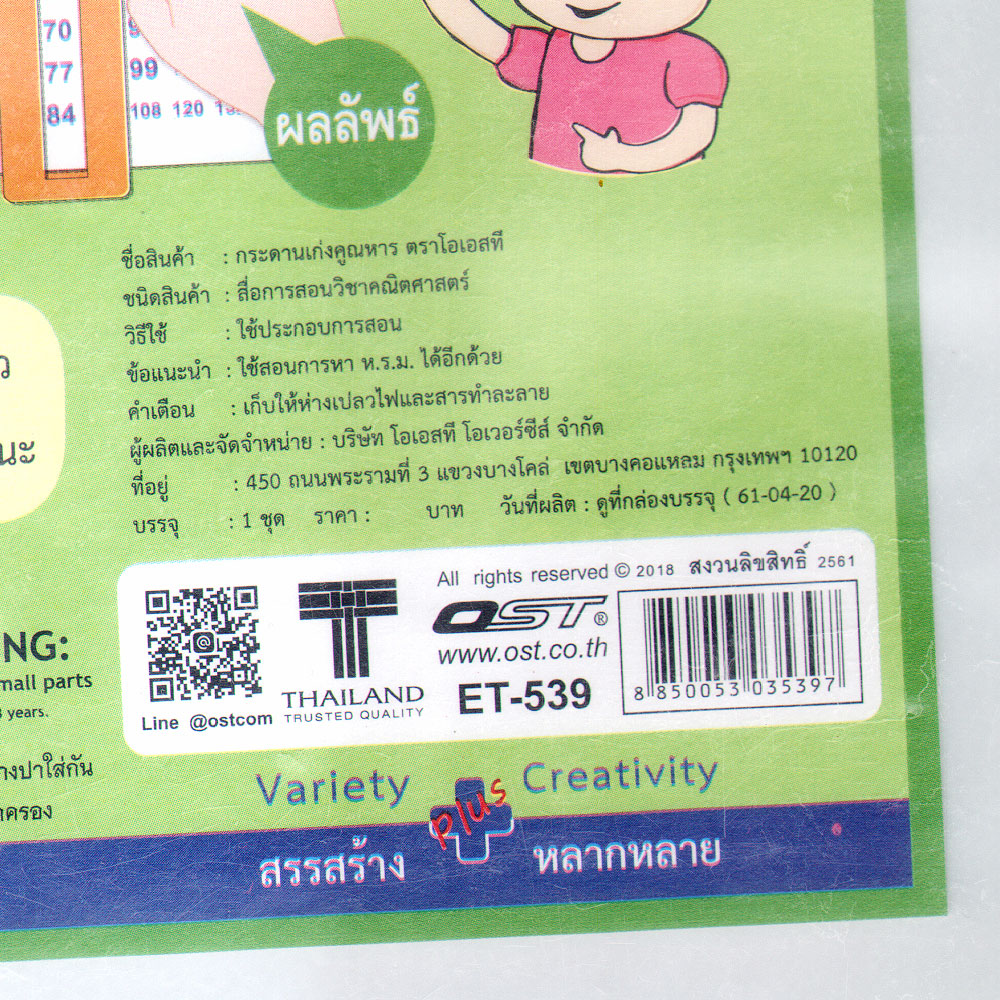 70
77 99
84 108 120
ผลลัพธ์
ชื่อสินค้า : กระดานเก่งคูณหาร ตราโอเอสที
ชนิดสินค้า : สื่อการสอนวิชาคณิตศาสตร์
วิธีใช้ : ใช้ประกอบการสอน
ข้อแนะนำ : ใช้สอนการหา ห.ร.ม. ได้อีกด้วย
คำเตือน : เก็บให้ห่างเปลวไฟและสารทำละลาย
ผู้ผลิตและจัดจำหน่าย : บริษัท โอเอสที โอเวอร์ซีส์ จำกัด
ที่อยู่ : 450 ถนนพระรามที่ 3 แขวงบางโคล่ เขตบางคอแหลม กรุงเทพฯ 10120
บรรจุ : 1 ชุด ราคา : บาท วันที่ผลิต : ดูที่กล่องบรรจุ ( 61-04-20 )
All rights reserved © 2018 สงวนลิขสิทธิ์ 2561
OST®
www.ost.co.th
ET-539
THAILAND
TRUSTED QUALITY
Line @ostcom
8 850053 035397
NG:
mall parts
3 years.
างปาใส่กัน
าครอง
Variety plus Creativity
สรรสร้าง หลากหลาย